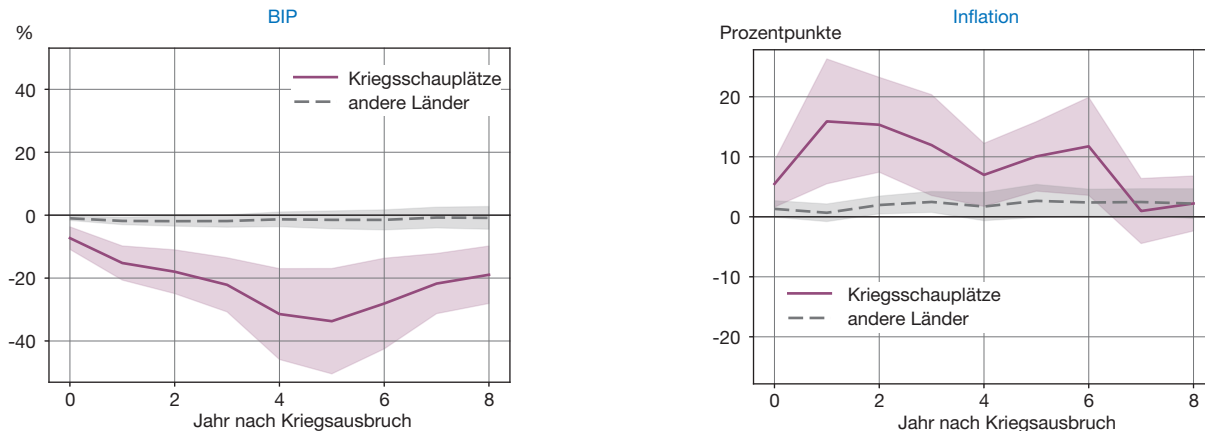 BIP
%
Kriegsschauplätze
andere Länder
40
20
0
-20
-40
0 2 4 6 8
Jahr nach Kriegsausbruch
Inflation
Prozentpunkte
20
10
0
-10
-20
Kriegsschauplätze
andere Länder
0 2 4 6 8
Jahr nach Kriegsausbruch